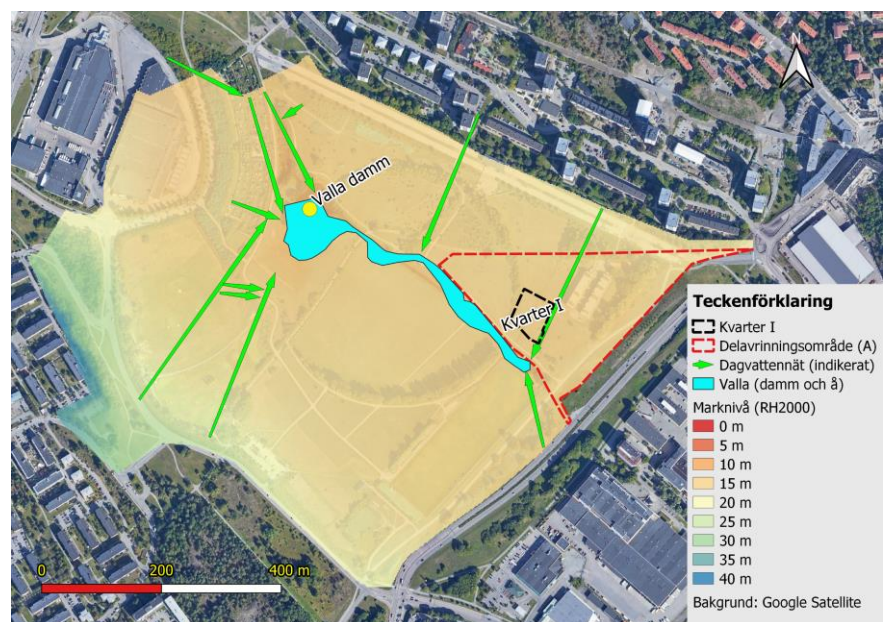 N
Valla damm
Kvarter I
Teckenförklaring
Kvarter I
Delavrinningsområde (A)
Dagvattennät (indikerat)
Valla (damm och å)
Marknivå (RH2000)
0 m
5 m
10 m
15 m
20 m
25 m
30 m
35 m
40 m
Bakgrund: Google Satellite
0 200 400 m